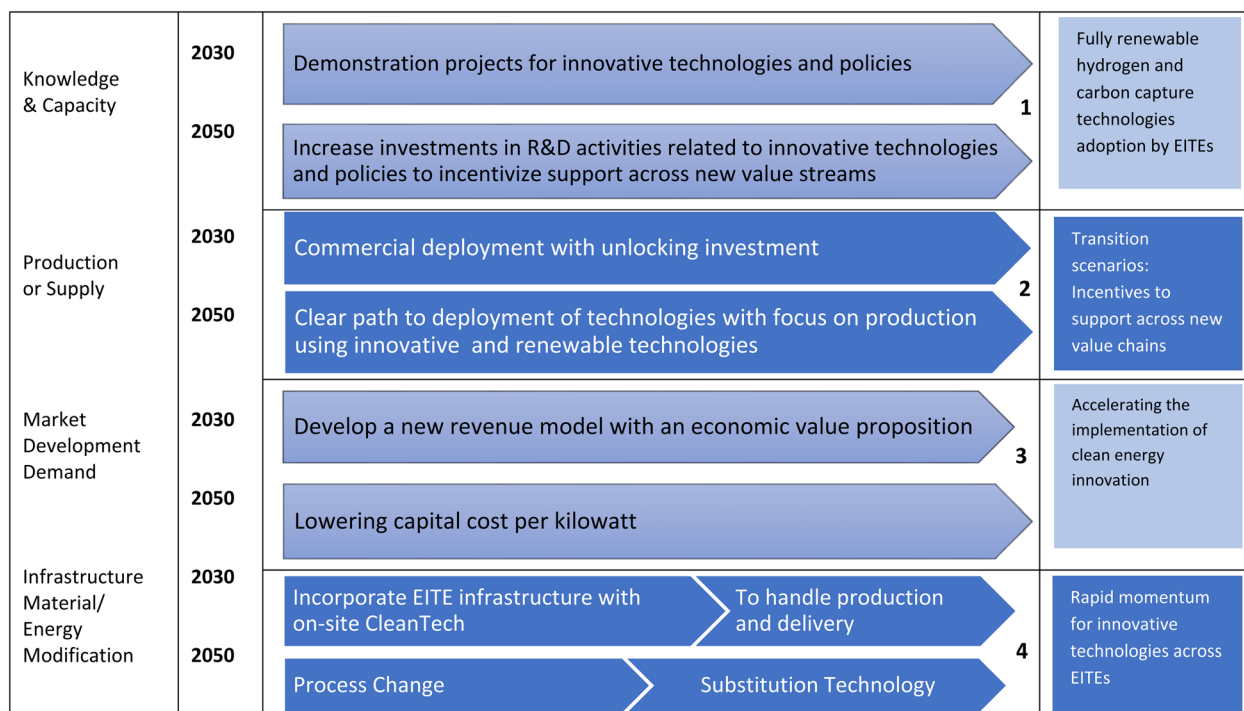 Knowledge
& Capacity
2030
Demonstration projects for innovative technologies and policies
2050
Increase investments in R&D activities related to innovative technologies
and policies to incentivize support across new value streams
1
Fully renewable
hydrogen and
carbon capture
technologies
adoption by EITEs
Production
or Supply
2030
Commercial deployment with unlocking investment
2050
Clear path to deployment of technologies with focus on production
using innovative and renewable technologies
2
Transition
scenarios:
Incentives to
support across new
value chains
Market
Development
Demand
2030
Develop a new revenue model with an economic value proposition
2050
Lowering capital cost per kilowatt
3
Accelerating the
implementation of
clean energy
innovation
Infrastructure
Material/
Energy
Modification
2030
Incorporate EITE infrastructure with
on-site CleanTech
To handle production
and delivery
2050
Process Change
Substitution Technology
4
Rapid momentum
for innovative
technologies across
EITEs